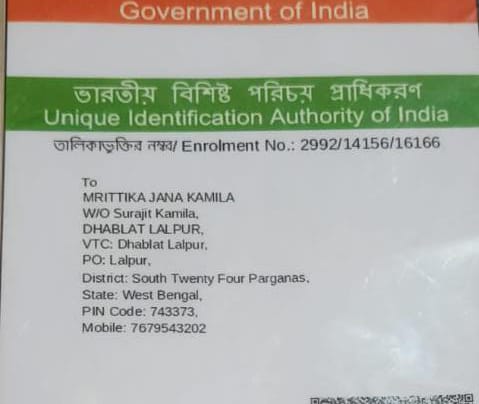 Government of India
ভারতীয় বিশিষ্ট পরিচয় প্রাধিকরণ
Unique Identification Authority of India
তালিকাভুক্তির নম্বর/ Enrolment No.: 2992/14156/16166
To
MRITTIKA JANA KAMILA
W/O Surajit Kamila,
DHABLAT LALPUR,
VTC: Dhablat Lalpur,
PO: Lalpur,
District: South Twenty Four Parganas,
State: West Bengal,
PIN Code: 743373,
Mobile: 7679543202